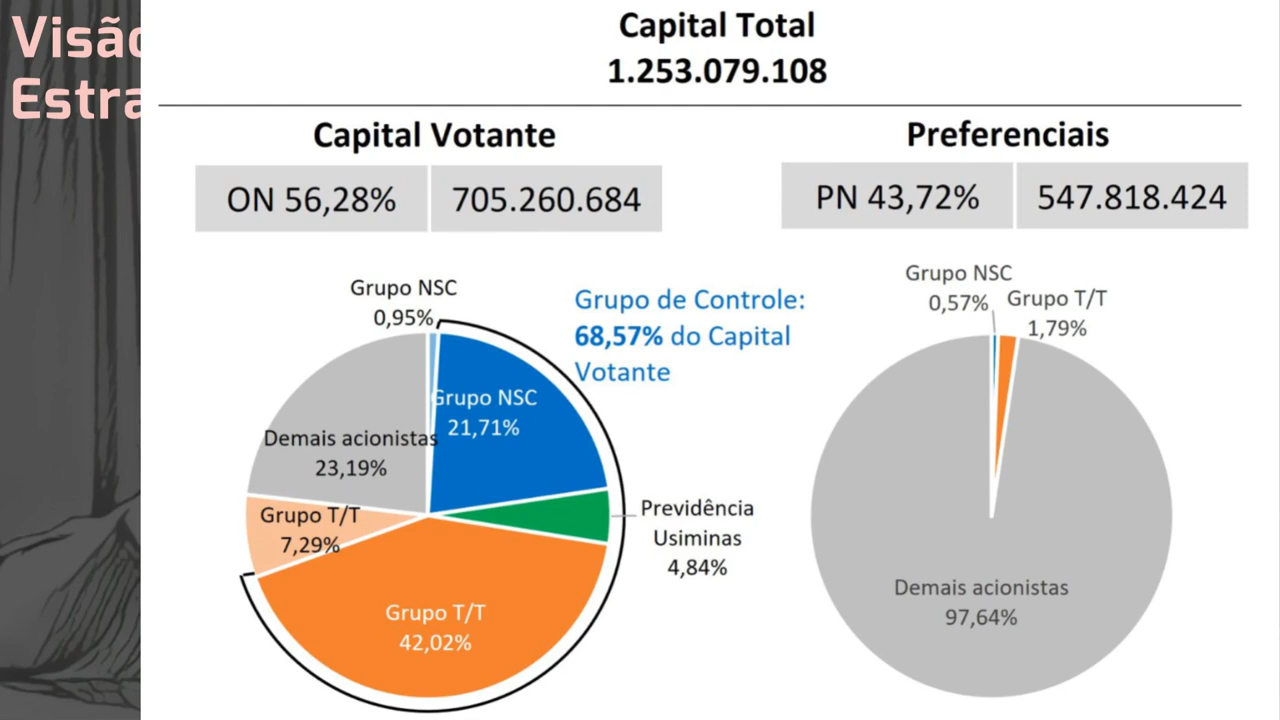 Visão
Estra
Capital Total
1.253.079.108
Capital Votante
ON 56,28% 705.260.684
Preferenciais
PN 43,72% 547.818.424
Grupo NSC
0,95%
Grupo de Controle:
68,57% do Capital
Votante
Grupo NSC
21,71%
Demais acionistas
23,19%
Grupo T/T
7,29%
Previdência
Usiminas
4,84%
Grupo T/T
42,02%
Grupo NSC
0,57%
Grupo T/T
1,79%
Demais acionistas
97,64%